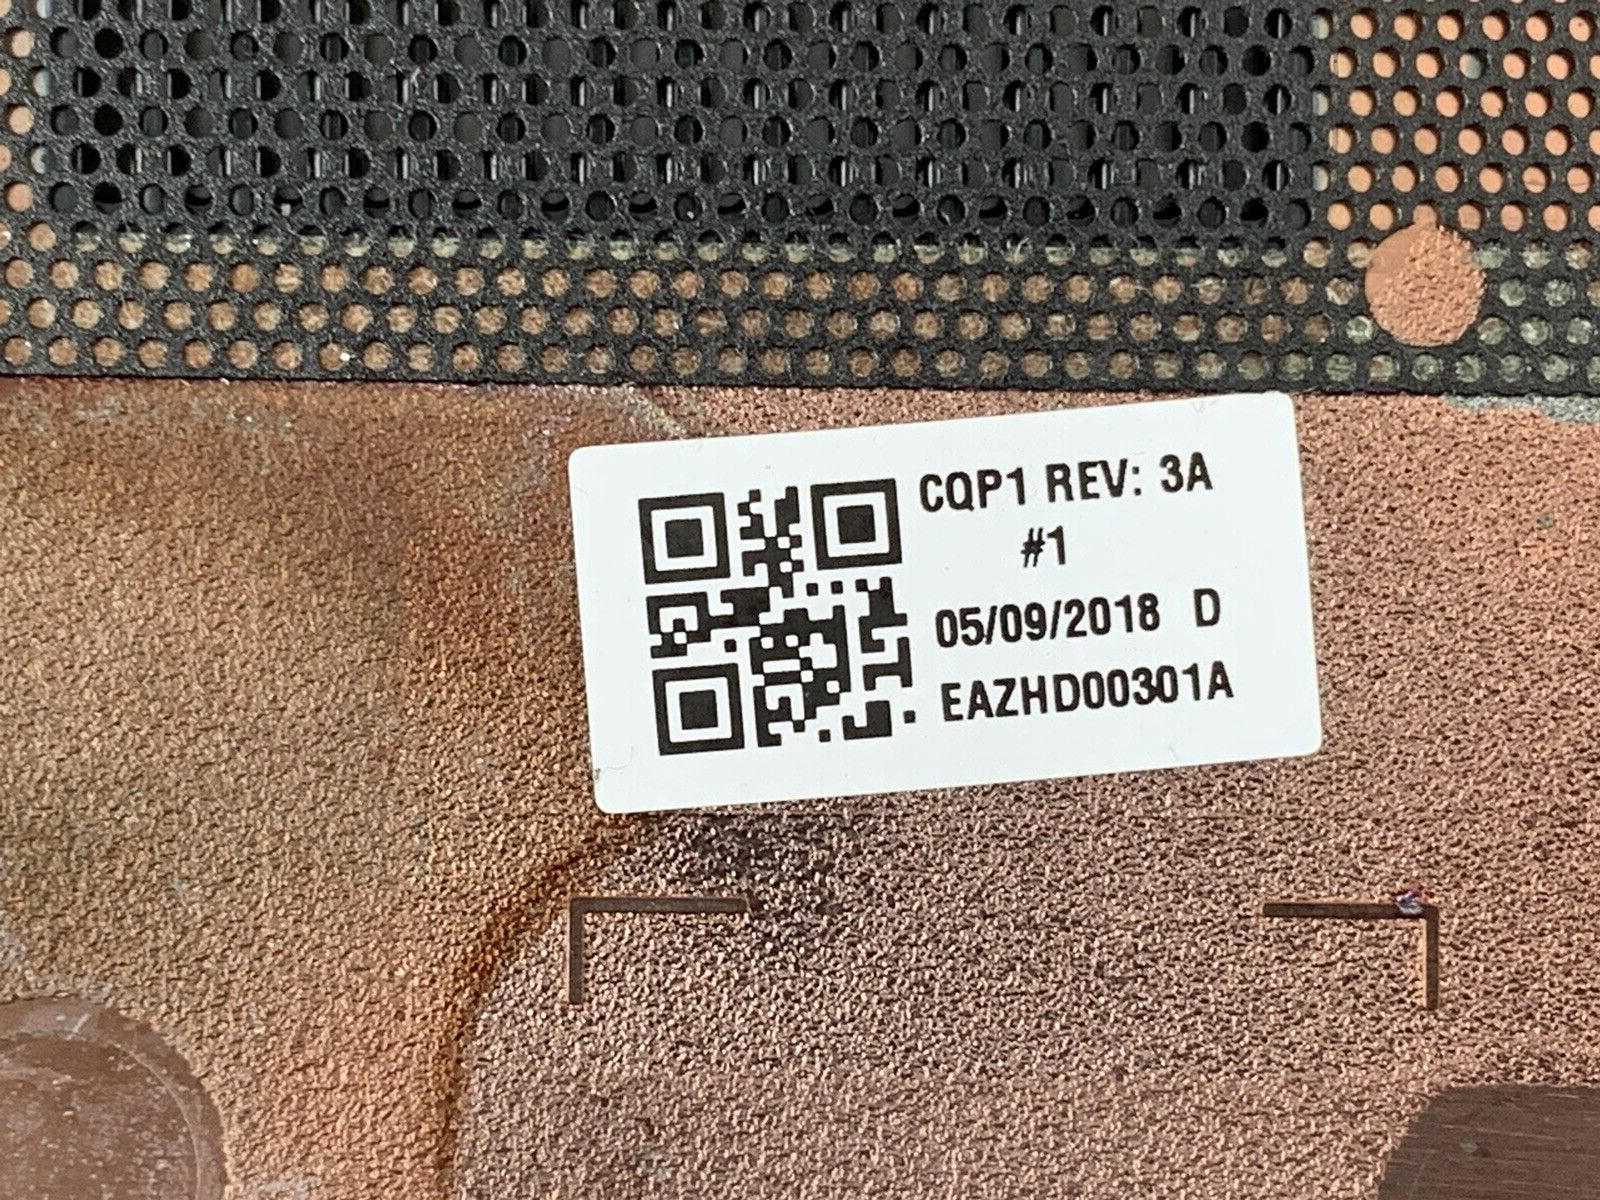 CQP1 REV: 3A
#1
05/09/2018 D
EAZHD00301A